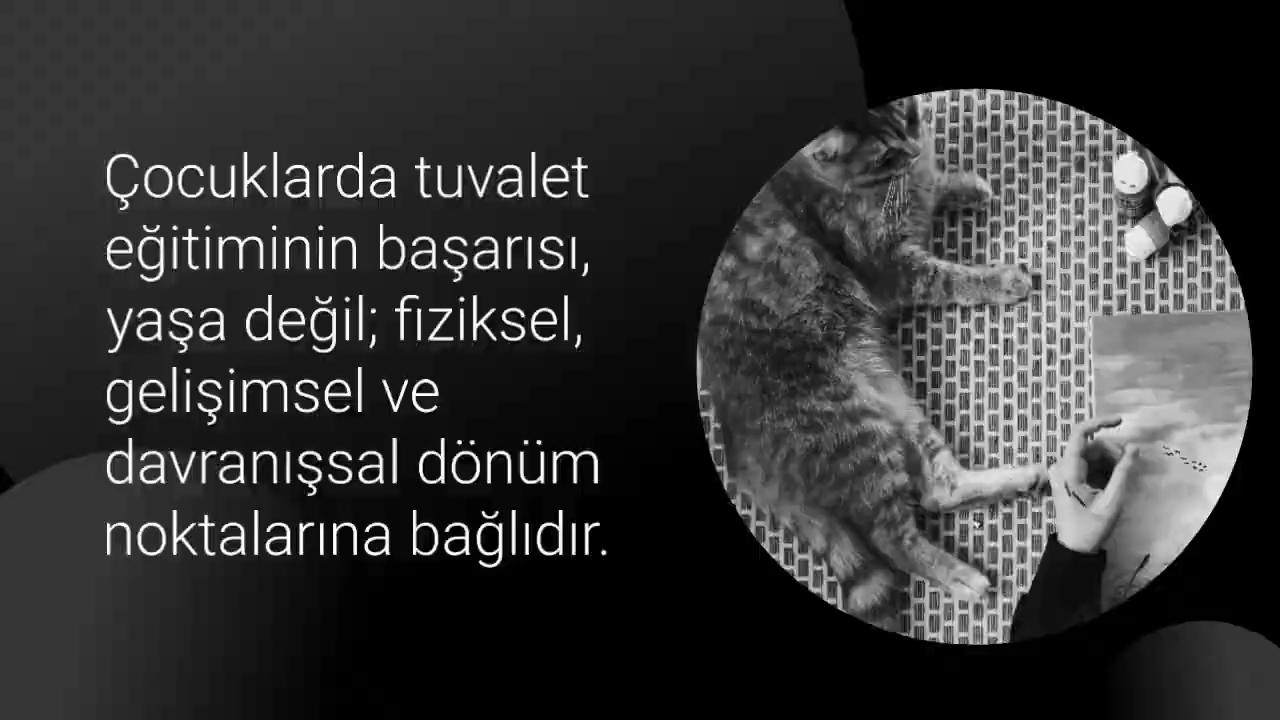 Çocuklarda tuvalet
eğitiminin başarısı,
yaşa değil; fiziksel,
gelişimsel ve
davranışsal dönüm
noktalarına bağlıdır.